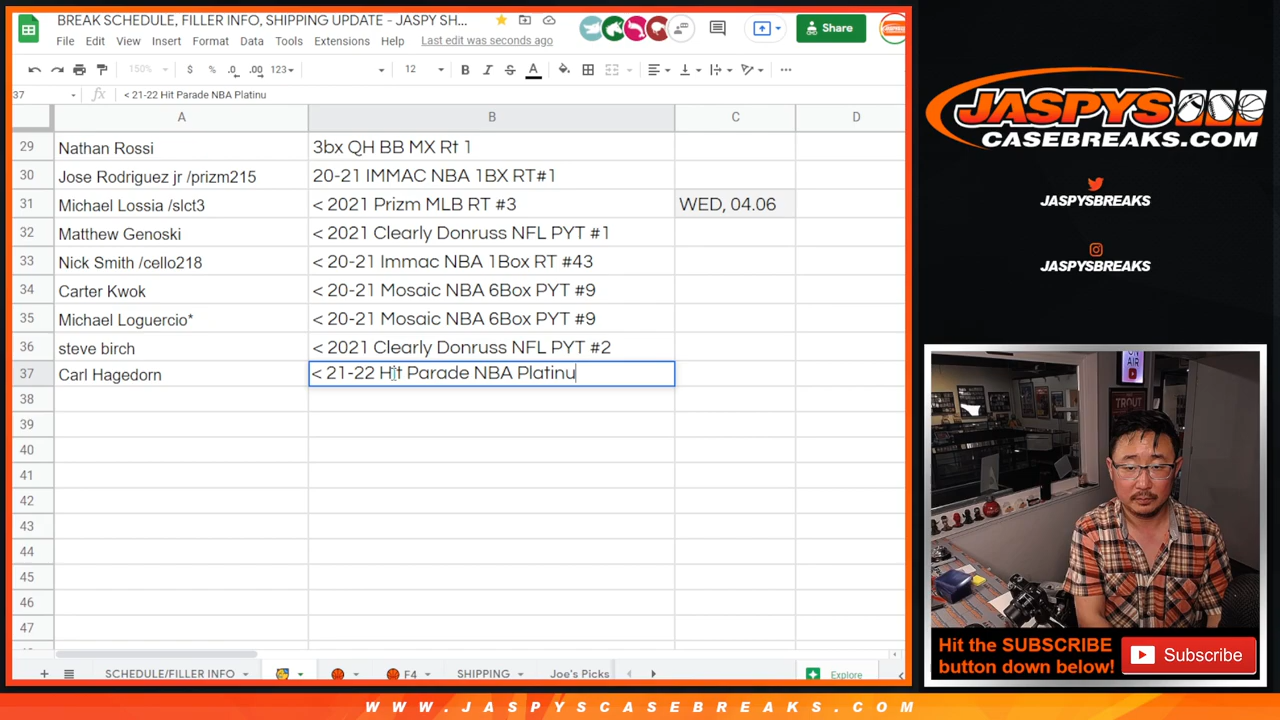 BREAK SCHEDULE, FILLER INFO, SHIPPING UPDATE - JASPY SH...
Share
File Edit View Insert Format Data Tools Extensions Help Last edit was seconds ago
150% $ % .0 .00 123 12 B I S A
37 fx < 21-22 Hit Parade NBA Platinu
A B C D
29 Nathan Rossi 3bx QH BB MX Rt 1
30 Jose Rodriguez jr /prizm215 20-21 IMMAC NBA 1BX RT#1
31 Michael Lossia /slct3 < 2021 Prizm MLB RT #3 WED, 04.06
32 Matthew Genoski < 2021 Clearly Donruss NFL PYT #1
33 Nick Smith /cello218 < 20-21 Immac NBA 1Box RT #43
34 Carter Kwok < 20-21 Mosaic NBA 6Box PYT #9
35 Michael Loguercio* < 20-21 Mosaic NBA 6Box PYT #9
36 steve birch < 2021 Clearly Donruss NFL PYT #2
37 Carl Hagedorn < 21-22 Hit Parade NBA Platinu
38
39
40
41
42
43
44
45
46
47
SCHEDULE/FILLER INFO F4 SHIPPING Joe's Picks Explore
JASPYS
CASEBREAKS.COM
JASPYSBREAKS
JASPYSBREAKS
ON AIR
TROUT
Hit the SUBSCRIBE
button down below!
Subscribe
WWW.JASPYSCASEBREAKS.COM